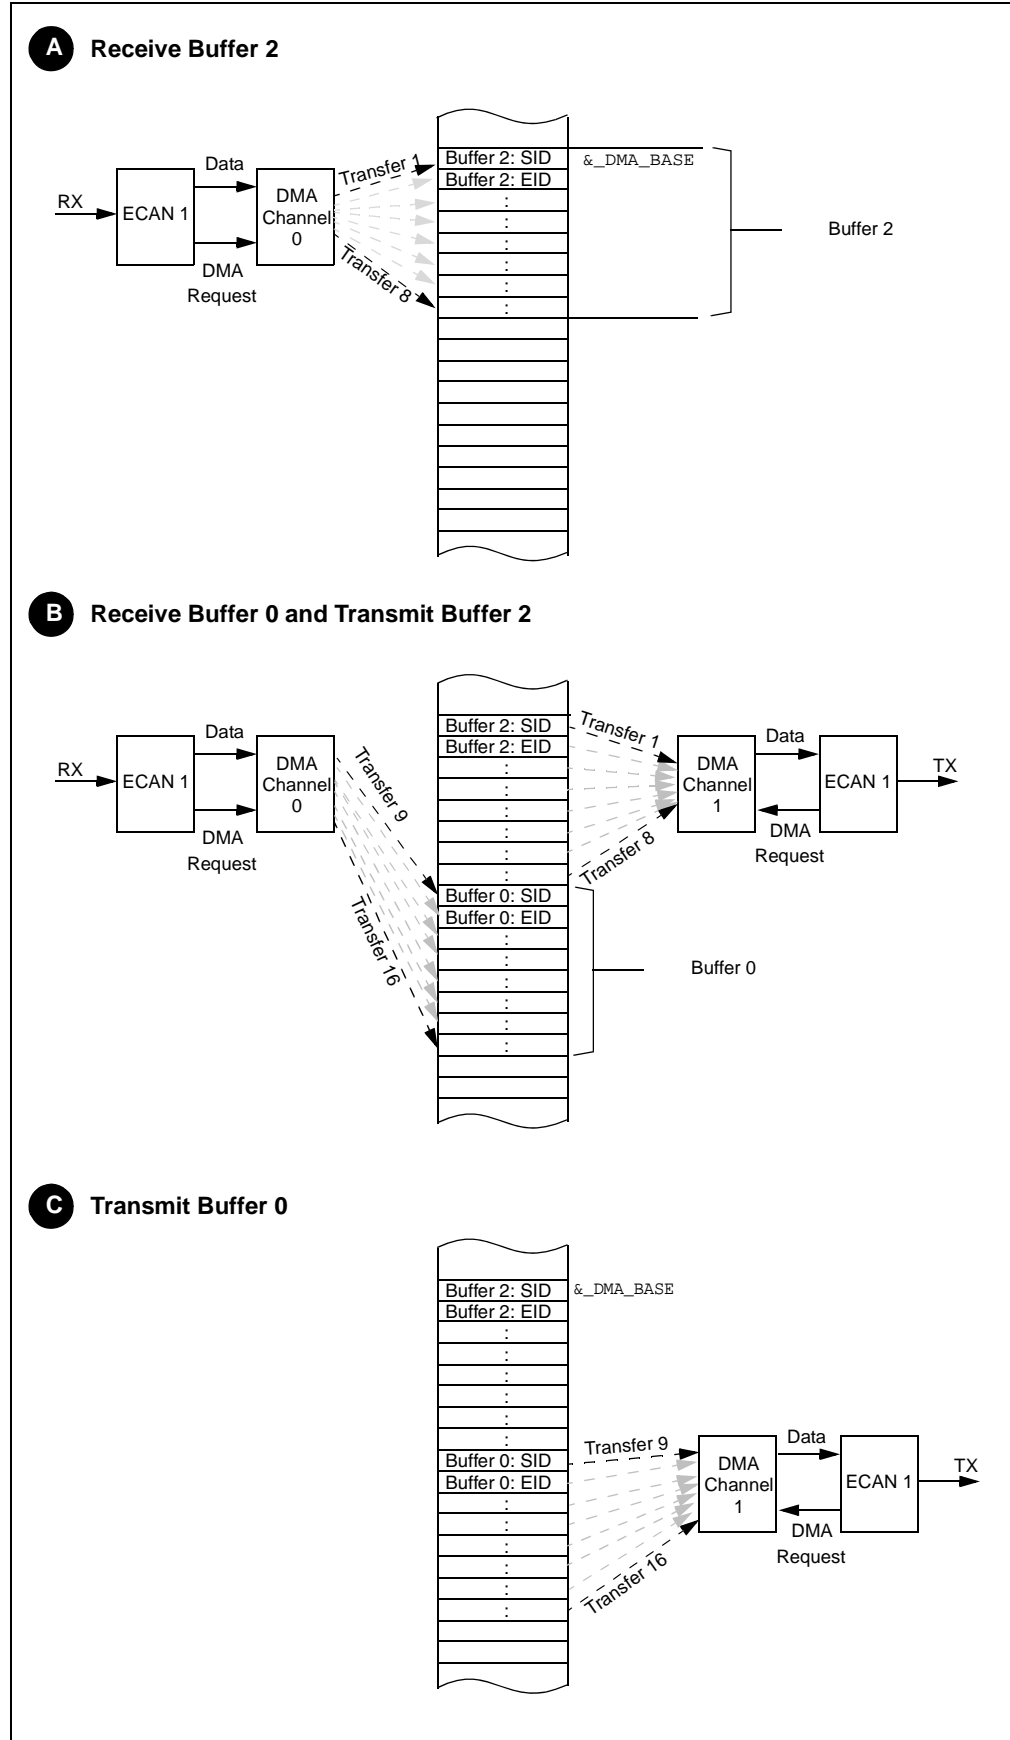 A Receive Buffer 2
Buffer 2: SID
&_DMA_BASE
Buffer 2: EID
:
:
:
:
:
:
RX
ECAN 1
Data
DMA
Request
DMA
Channel
0
Transfer 1
Transfer 8
Buffer 2
B Receive Buffer 0 and Transmit Buffer 2
RX
ECAN 1
Data
DMA
Request
DMA
Channel
0
Transfer 9
Transfer 16
Buffer 2: SID
Buffer 2: EID
:
:
:
:
:
:
Buffer 0: SID
Buffer 0: EID
:
:
:
:
:
:
Buffer 0
Transfer 1
Transfer 8
DMA
Channel
1
Data
DMA
Request
ECAN 1
TX
C Transmit Buffer 0
Buffer 2: SID
&_DMA_BASE
Buffer 2: EID
:
:
:
:
:
:
Buffer 0: SID
Buffer 0: EID
:
:
:
:
:
:
Transfer 9
Transfer 16
DMA
Channel
1
Data
DMA
Request
ECAN 1
TX